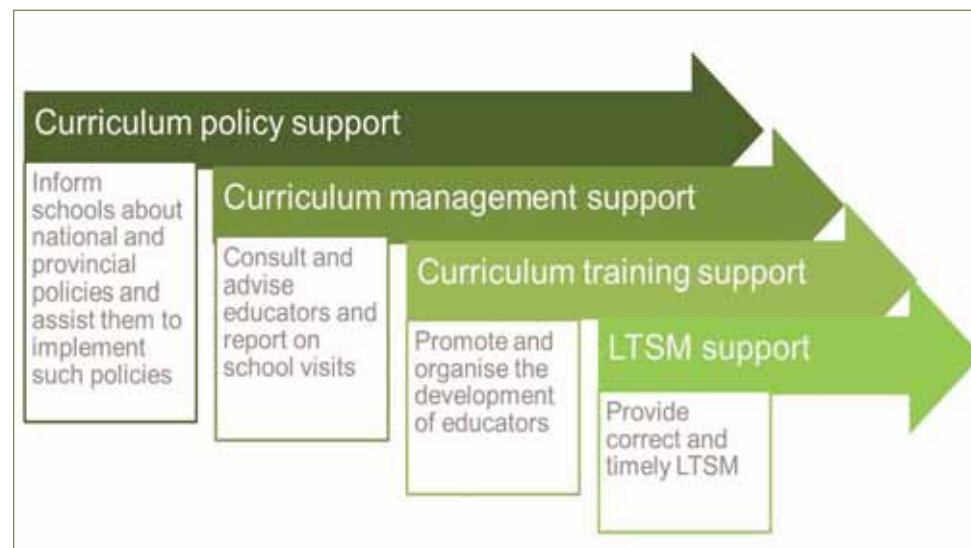 Curriculum policy support
Inform
schools about
national and
provincial
policies and
assist them to
implement
such policies
Curriculum management support
Consult and
advise
educators and
report on
school visits
Curriculum training support
Promote and
organise the
development
of educators
LTSM support
Provide
correct and
timely LTSM